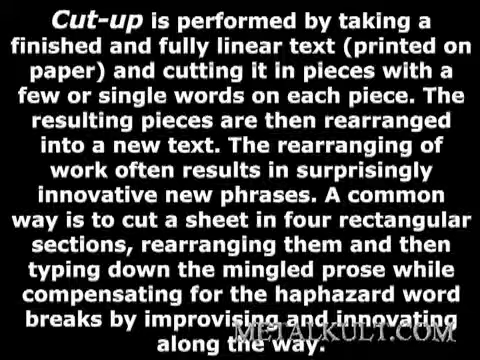 Cut-up is performed by taking a
finished and fully linear text (printed on
paper) and cutting it in pieces with a
few or single words on each piece. The
resulting pieces are then rearranged
into a new text. The rearranging of
work often results in surprisingly
innovative new phrases. A common
way is to cut a sheet in four rectangular
sections, rearranging them and then
typing down the mingled prose while
compensating for the haphazard word
breaks by improvising and innovating
along the way.
METALKULT.COM